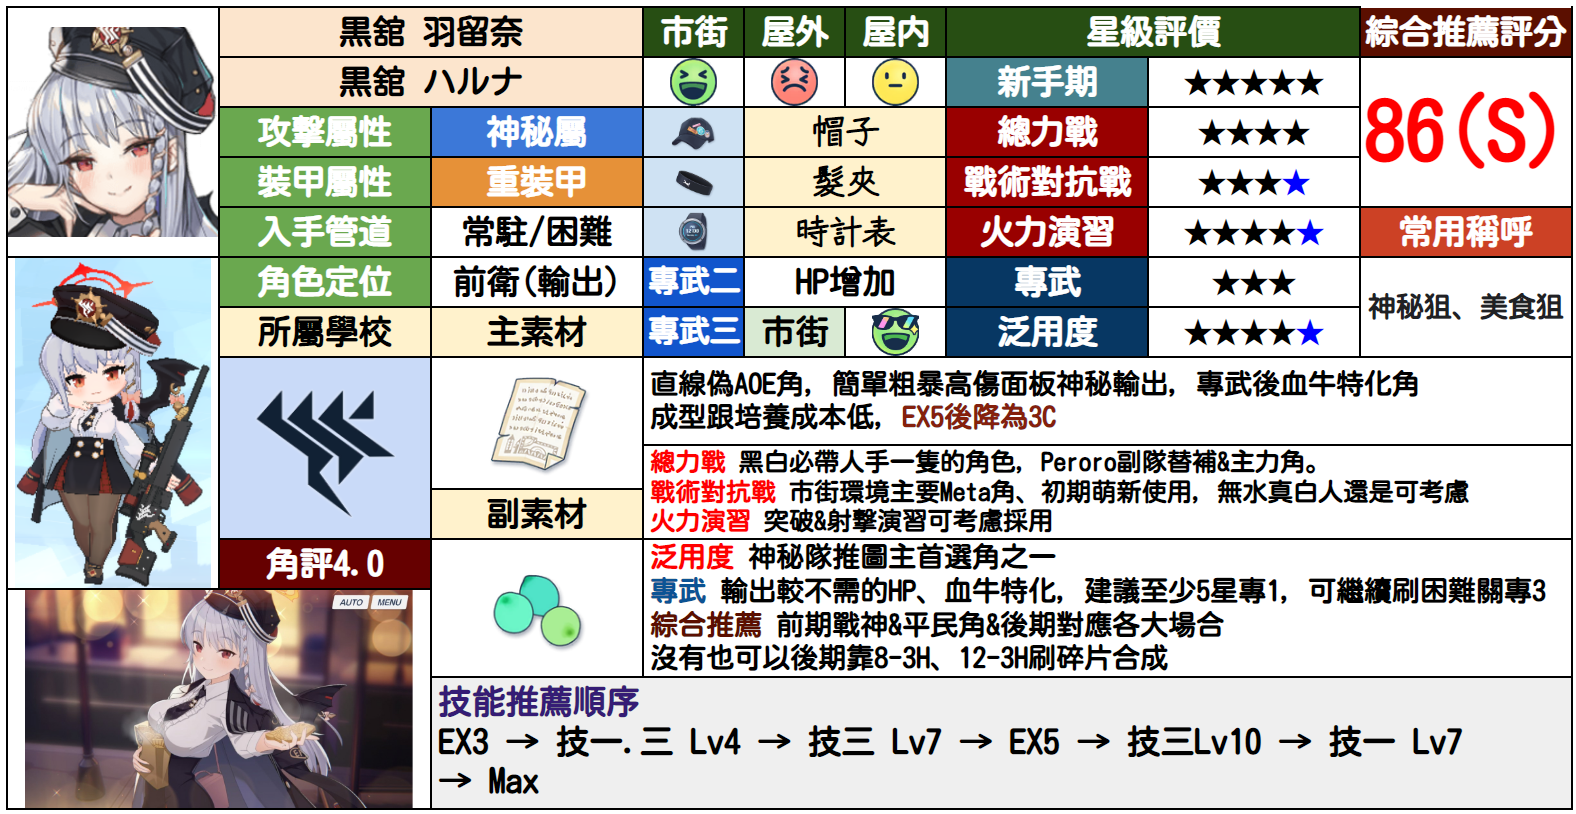 黒舘 羽留奈
市街
屋外
屋内
星級評價
綜合推薦評分
黒舘 ハルナ
新手期
★★★★★
86(S)
攻擊屬性
神秘屬
帽子
總力戰
★★★★
裝甲屬性
重裝甲
髮夾
戰術對抗戰
★★★★
入手管道
常駐/困難
時計表
火力演習
★★★★★
常用稱呼
角色定位
前衛(輸出)
專武二
HP增加
專武
★★★
神秘狙、美食狙
所屬學校
主素材
專武三
市街
泛用度
★★★★★
直線偽AOE角, 簡單粗暴高傷面板神秘輸出, 專武後血牛特化角
成型跟培養成本低, EX5後降為3C
總力戰 黑白必帶人手一隻的角色, Peroro副隊替補&主力角。
戰術對抗戰 市街環境主要Meta角、初期萌新使用, 無水真白人還是可考慮
火力演習 突破&射擊演習可考慮採用
副素材
角評4.0
泛用度 神秘隊推圖主首選角之一
專武 輸出較不需的HP、血牛特化, 建議至少5星專1, 可繼續刷困難關專3
綜合推薦 前期戰神&平民角&後期對應各大場合
沒有也可以後期靠8-3H、12-3H刷碎片合成
AUTO
MENU
技能推薦順序
EX3 → 技一.三 Lv4 → 技三 Lv7 → EX5 → 技三Lv10 → 技一 Lv7
→ Max